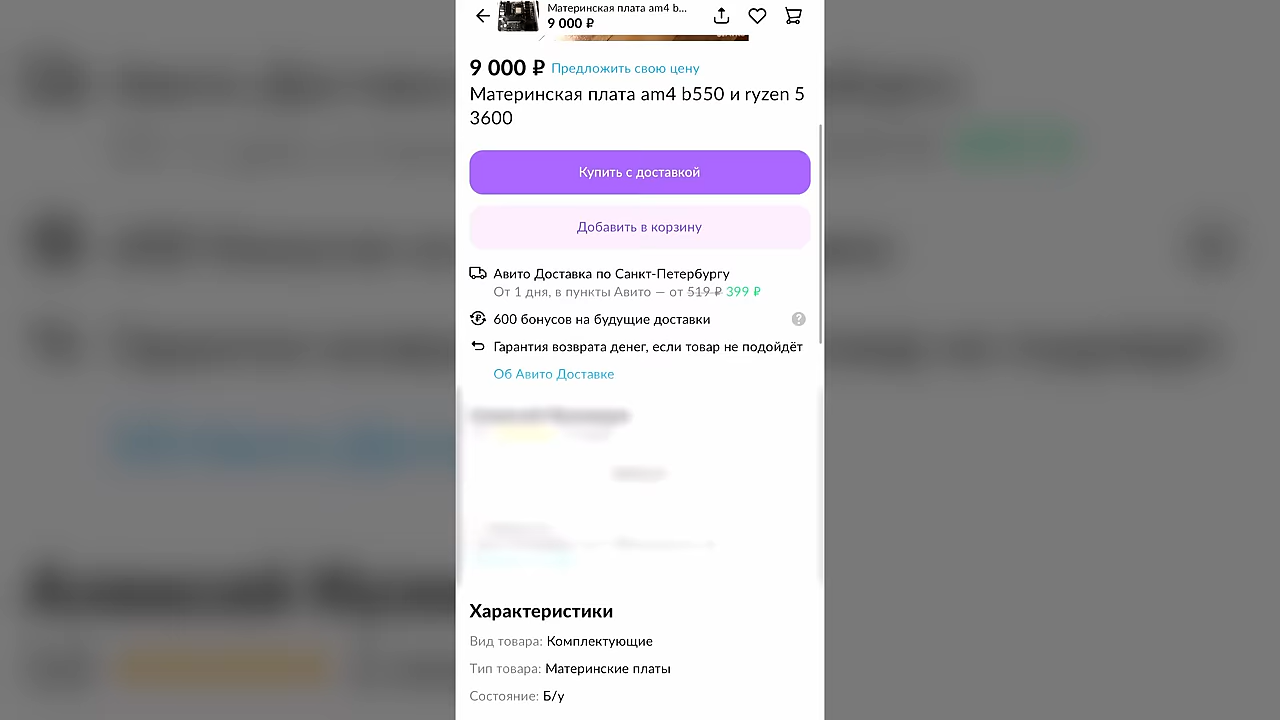 Материнская плата am4 b...
9 000 ₽
9 000 ₽ Предложить свою цену
Материнская плата am4 b550 и ryzen 5
3600
Купить с доставкой
Добавить в корзину
Авито Доставка по Санкт-Петербургу
От 1 дня, в пункты Авито — от 519 ₽ 399 ₽
600 бонусов на будущие доставки
?
Гарантия возврата денег, если товар не подойдёт
Об Авито Доставке
Характеристики
Вид товара: Комплектующие
Тип товара: Материнские платы
Состояние: Б/у